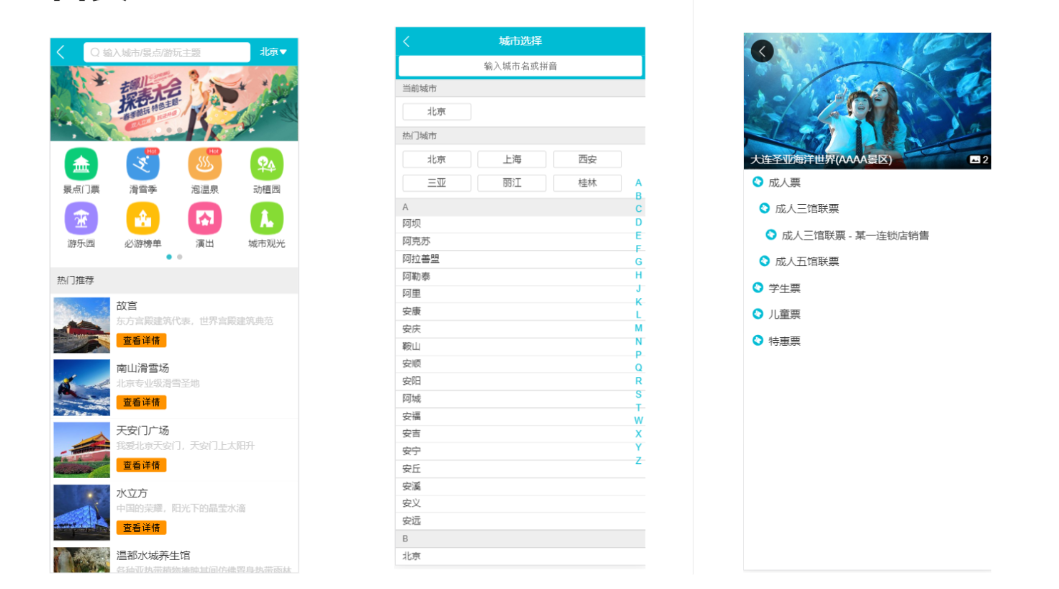 输入城市/景点/游玩主题
北京
去哪儿
探春大会
-春季酷玩 特色主题-
Hot
Hot
景点门票
滑雪季
泡温泉
动植园
游乐园
必游榜单
演出
城市观光
热门推荐
故宫
东方宫殿建筑代表，世界宫殿建筑典范
查看详情
南山滑雪场
北京专业级滑雪圣地
查看详情
天安门广场
我爱北京天安门，天安门上太阳升
查看详情
水立方
中国的荣耀，阳光下的晶莹水滴
查看详情
温都水城养生馆
城市选择
输入城市名或拼音
当前城市
北京
热门城市
北京
上海
西安
三亚
丽江
桂林
A
阿坝
阿克苏
阿拉善盟
阿勒泰
阿里
安康
安庆
鞍山
安顺
安阳
阿城
安福
安吉
安宁
安丘
安溪
安义
安远
B
北京
A
B
C
D
E
F
G
H
J
K
L
M
N
P
Q
R
S
T
W
X
Y
Z
大连圣亚海洋世界(AAAA景区)
2
成人票
成人三馆联票
成人三馆联票 - 某一连锁店销售
成人五馆联票
学生票
儿童票
特惠票